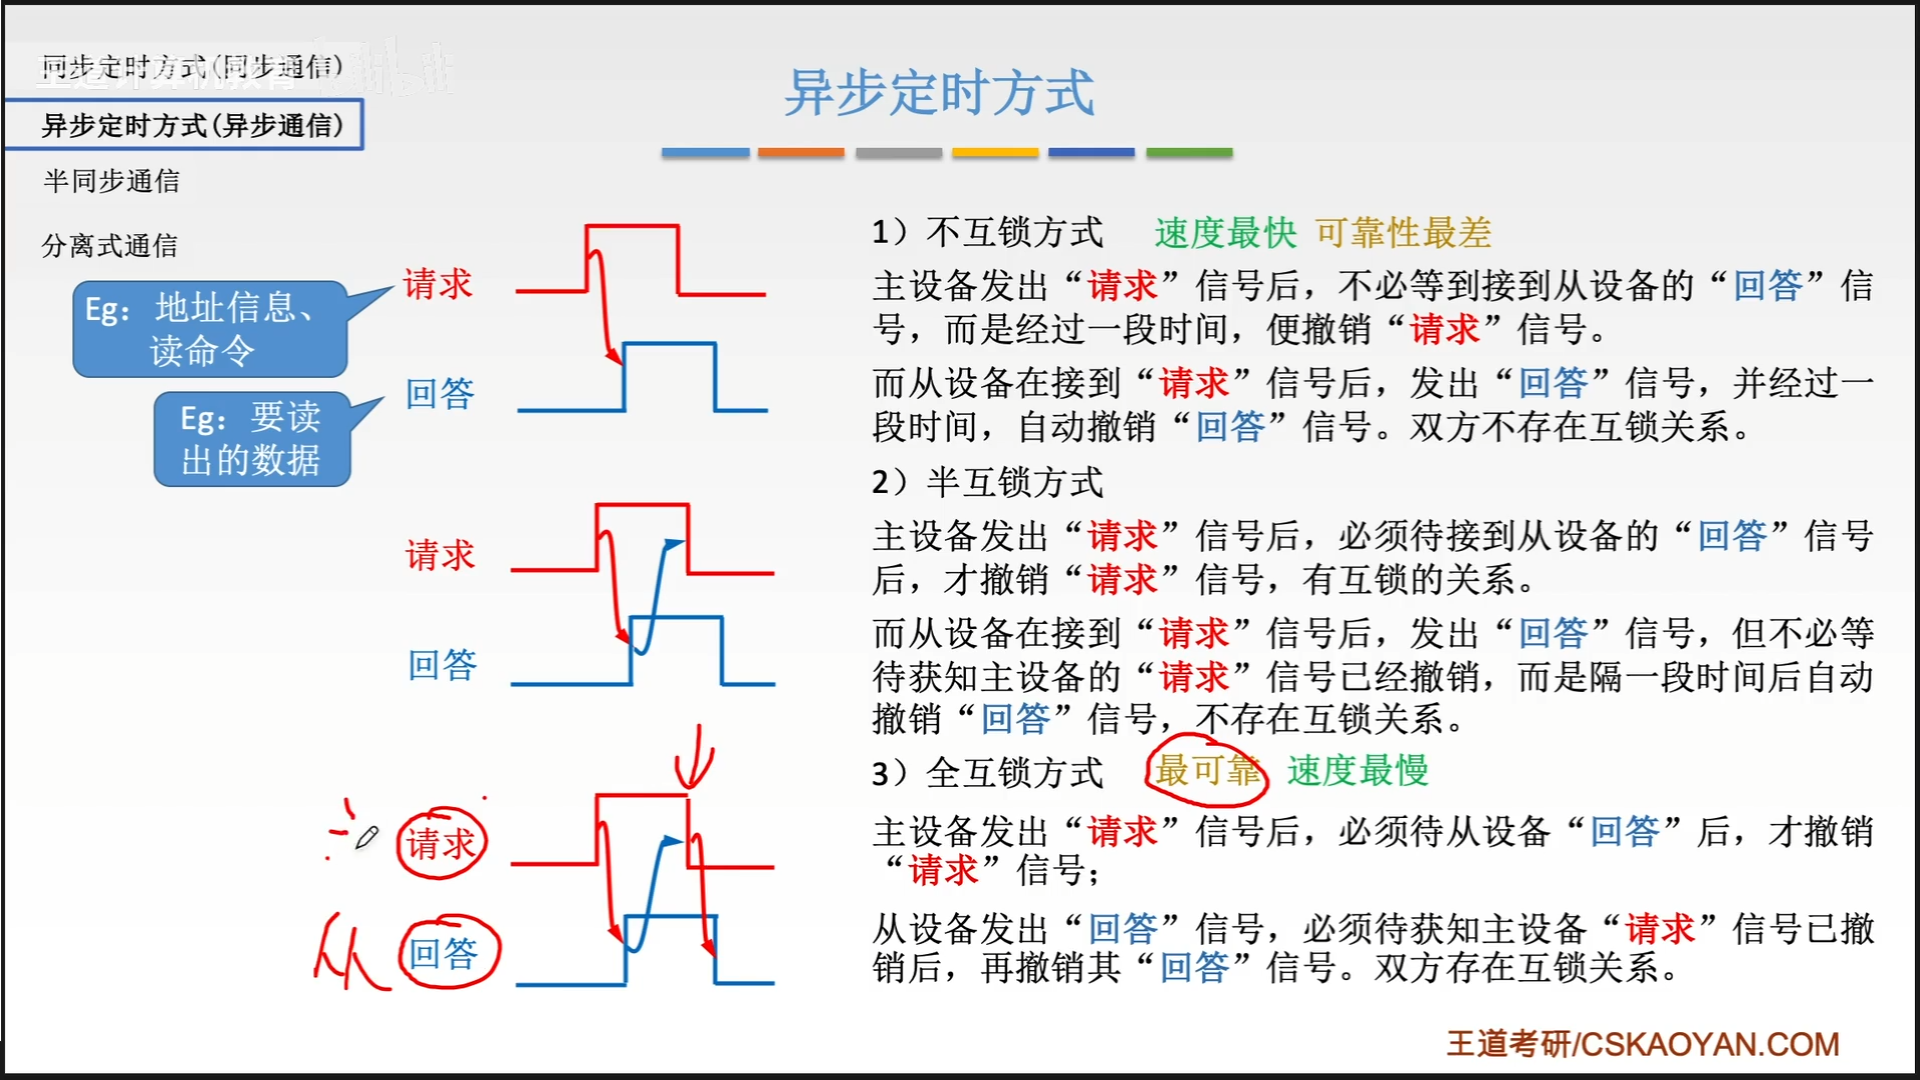 同步定时方式(同步通信)
王道计算机教育
bilibili
异步定时方式
异步定时方式(异步通信)
半同步通信
分离式通信
Eg：地址信息、
读命令
请求
回答
Eg：要读
出的数据
请求
回答
请求
从
回答
1）不互锁方式 速度最快 可靠性最差
主设备发出“请求”信号后，不必等到接到从设备的“回答”信
号，而是经过一段时间，便撤销“请求”信号。
而从设备在接到“请求”信号后，发出“回答”信号，并经过一
段时间，自动撤销“回答”信号。双方不存在互锁关系。
2）半互锁方式
主设备发出“请求”信号后，必须待接到从设备的“回答”信号
后，才撤销“请求”信号，有互锁的关系。
而从设备在接到“请求”信号后，发出“回答”信号，但不必等
待获知主设备的“请求”信号已经撤销，而是隔一段时间后自动
撤销“回答”信号，不存在互锁关系。
3）全互锁方式 最可靠 速度最慢
主设备发出“请求”信号后，必须待从设备“回答”后，才撤销
“请求”信号；
从设备发出“回答”信号，必须待获知主设备“请求”信号已撤
销后，再撤销其“回答”信号。双方存在互锁关系。
王道考研/CSKAOYAN.COM